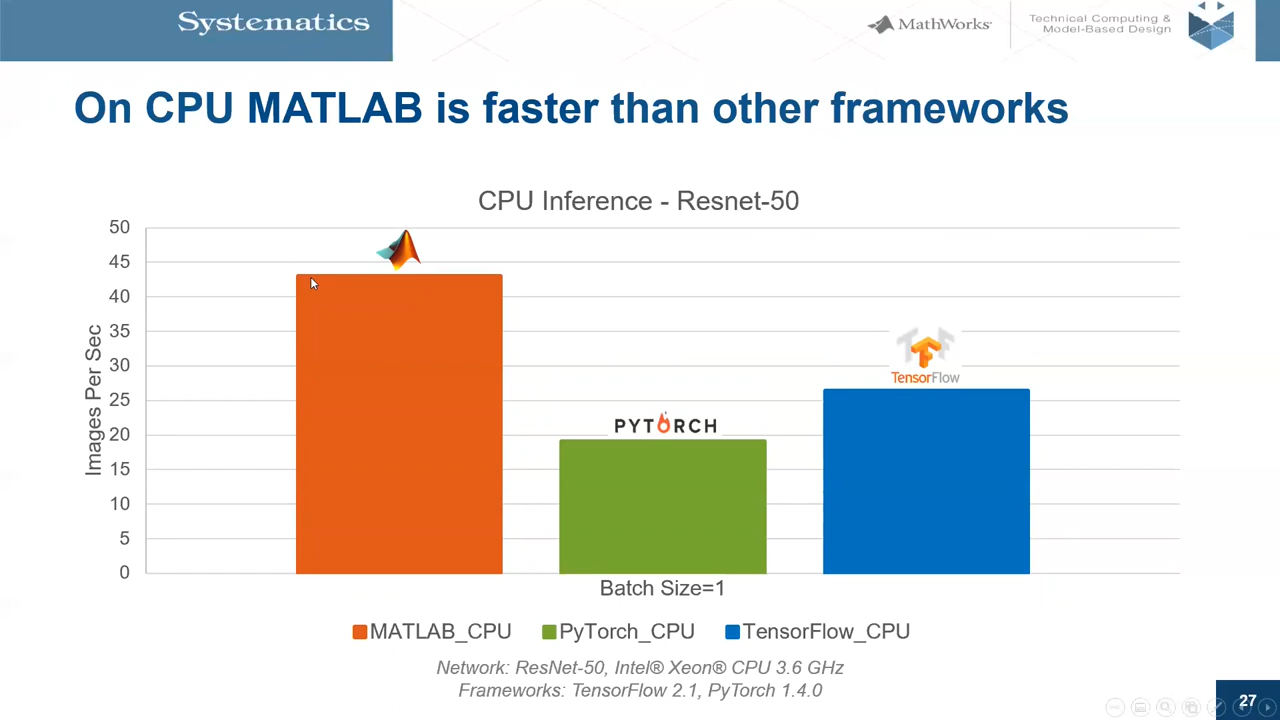 Systematics
MathWorks®
Technical Computing &
Model-Based Design
On CPU MATLAB is faster than other frameworks
CPU Inference - Resnet-50
Images Per Sec
50
45
40
35
30
25
20
15
10
5
0
PYTORCH
TensorFlow
Batch Size=1
MATLAB_CPU PyTorch_CPU TensorFlow_CPU
Network: ResNet-50, Intel® Xeon® CPU 3.6 GHz
Frameworks: TensorFlow 2.1, PyTorch 1.4.0
27